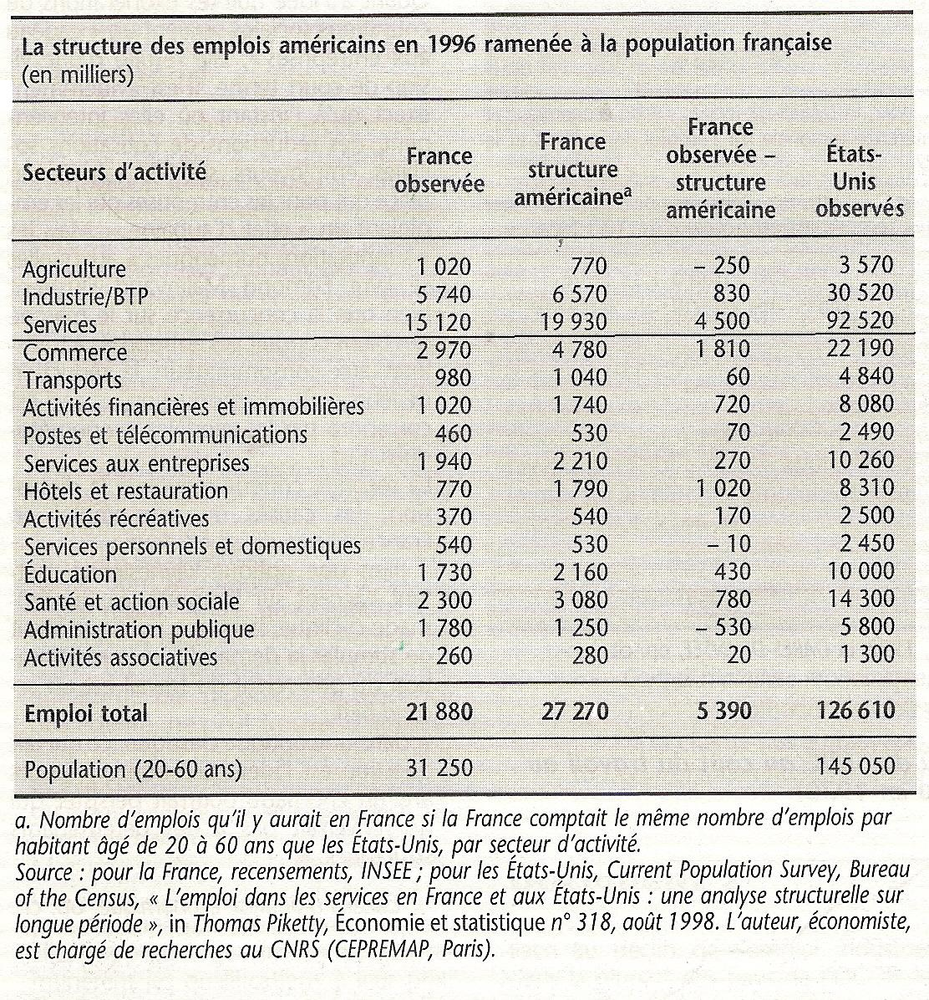 La structure des emplois américains en 1996 ramenée à la population française
(en milliers)
Secteurs d'activité | France observée | France structure américaineᵃ | France observée – structure américaine | États-Unis observés
Agriculture 1 020 770 – 250 3 570
Industrie/BTP 5 740 6 570 830 30 520
Services 15 120 19 930 4 500 92 520
Commerce 2 970 4 780 1 810 22 190
Transports 980 1 040 60 4 840
Activités financières et immobilières 1 020 1 740 720 8 080
Postes et télécommunications 460 530 70 2 490
Services aux entreprises 1 940 2 210 270 10 260
Hôtels et restauration 770 1 790 1 020 8 310
Activités récréatives 370 540 170 2 500
Services personnels et domestiques 540 530 – 10 2 450
Éducation 1 730 2 160 430 10 000
Santé et action sociale 2 300 3 080 780 14 300
Administration publique 1 780 1 250 – 530 5 800
Activités associatives 260 280 20 1 300
Emploi total 21 880 27 270 5 390 126 610
Population (20-60 ans) 31 250 145 050
a. Nombre d'emplois qu'il y aurait en France si la France comptait le même nombre d'emplois par
habitant âgé de 20 à 60 ans que les États-Unis, par secteur d'activité.
Source : pour la France, recensements, INSEE ; pour les États-Unis, Current Population Survey, Bureau
of the Census, « L'emploi dans les services en France et aux États-Unis : une analyse structurelle sur
longue période », in Thomas Piketty, Économie et statistique n° 318, août 1998. L'auteur, économiste,
est chargé de recherches au CNRS (CEPREMAP, Paris).